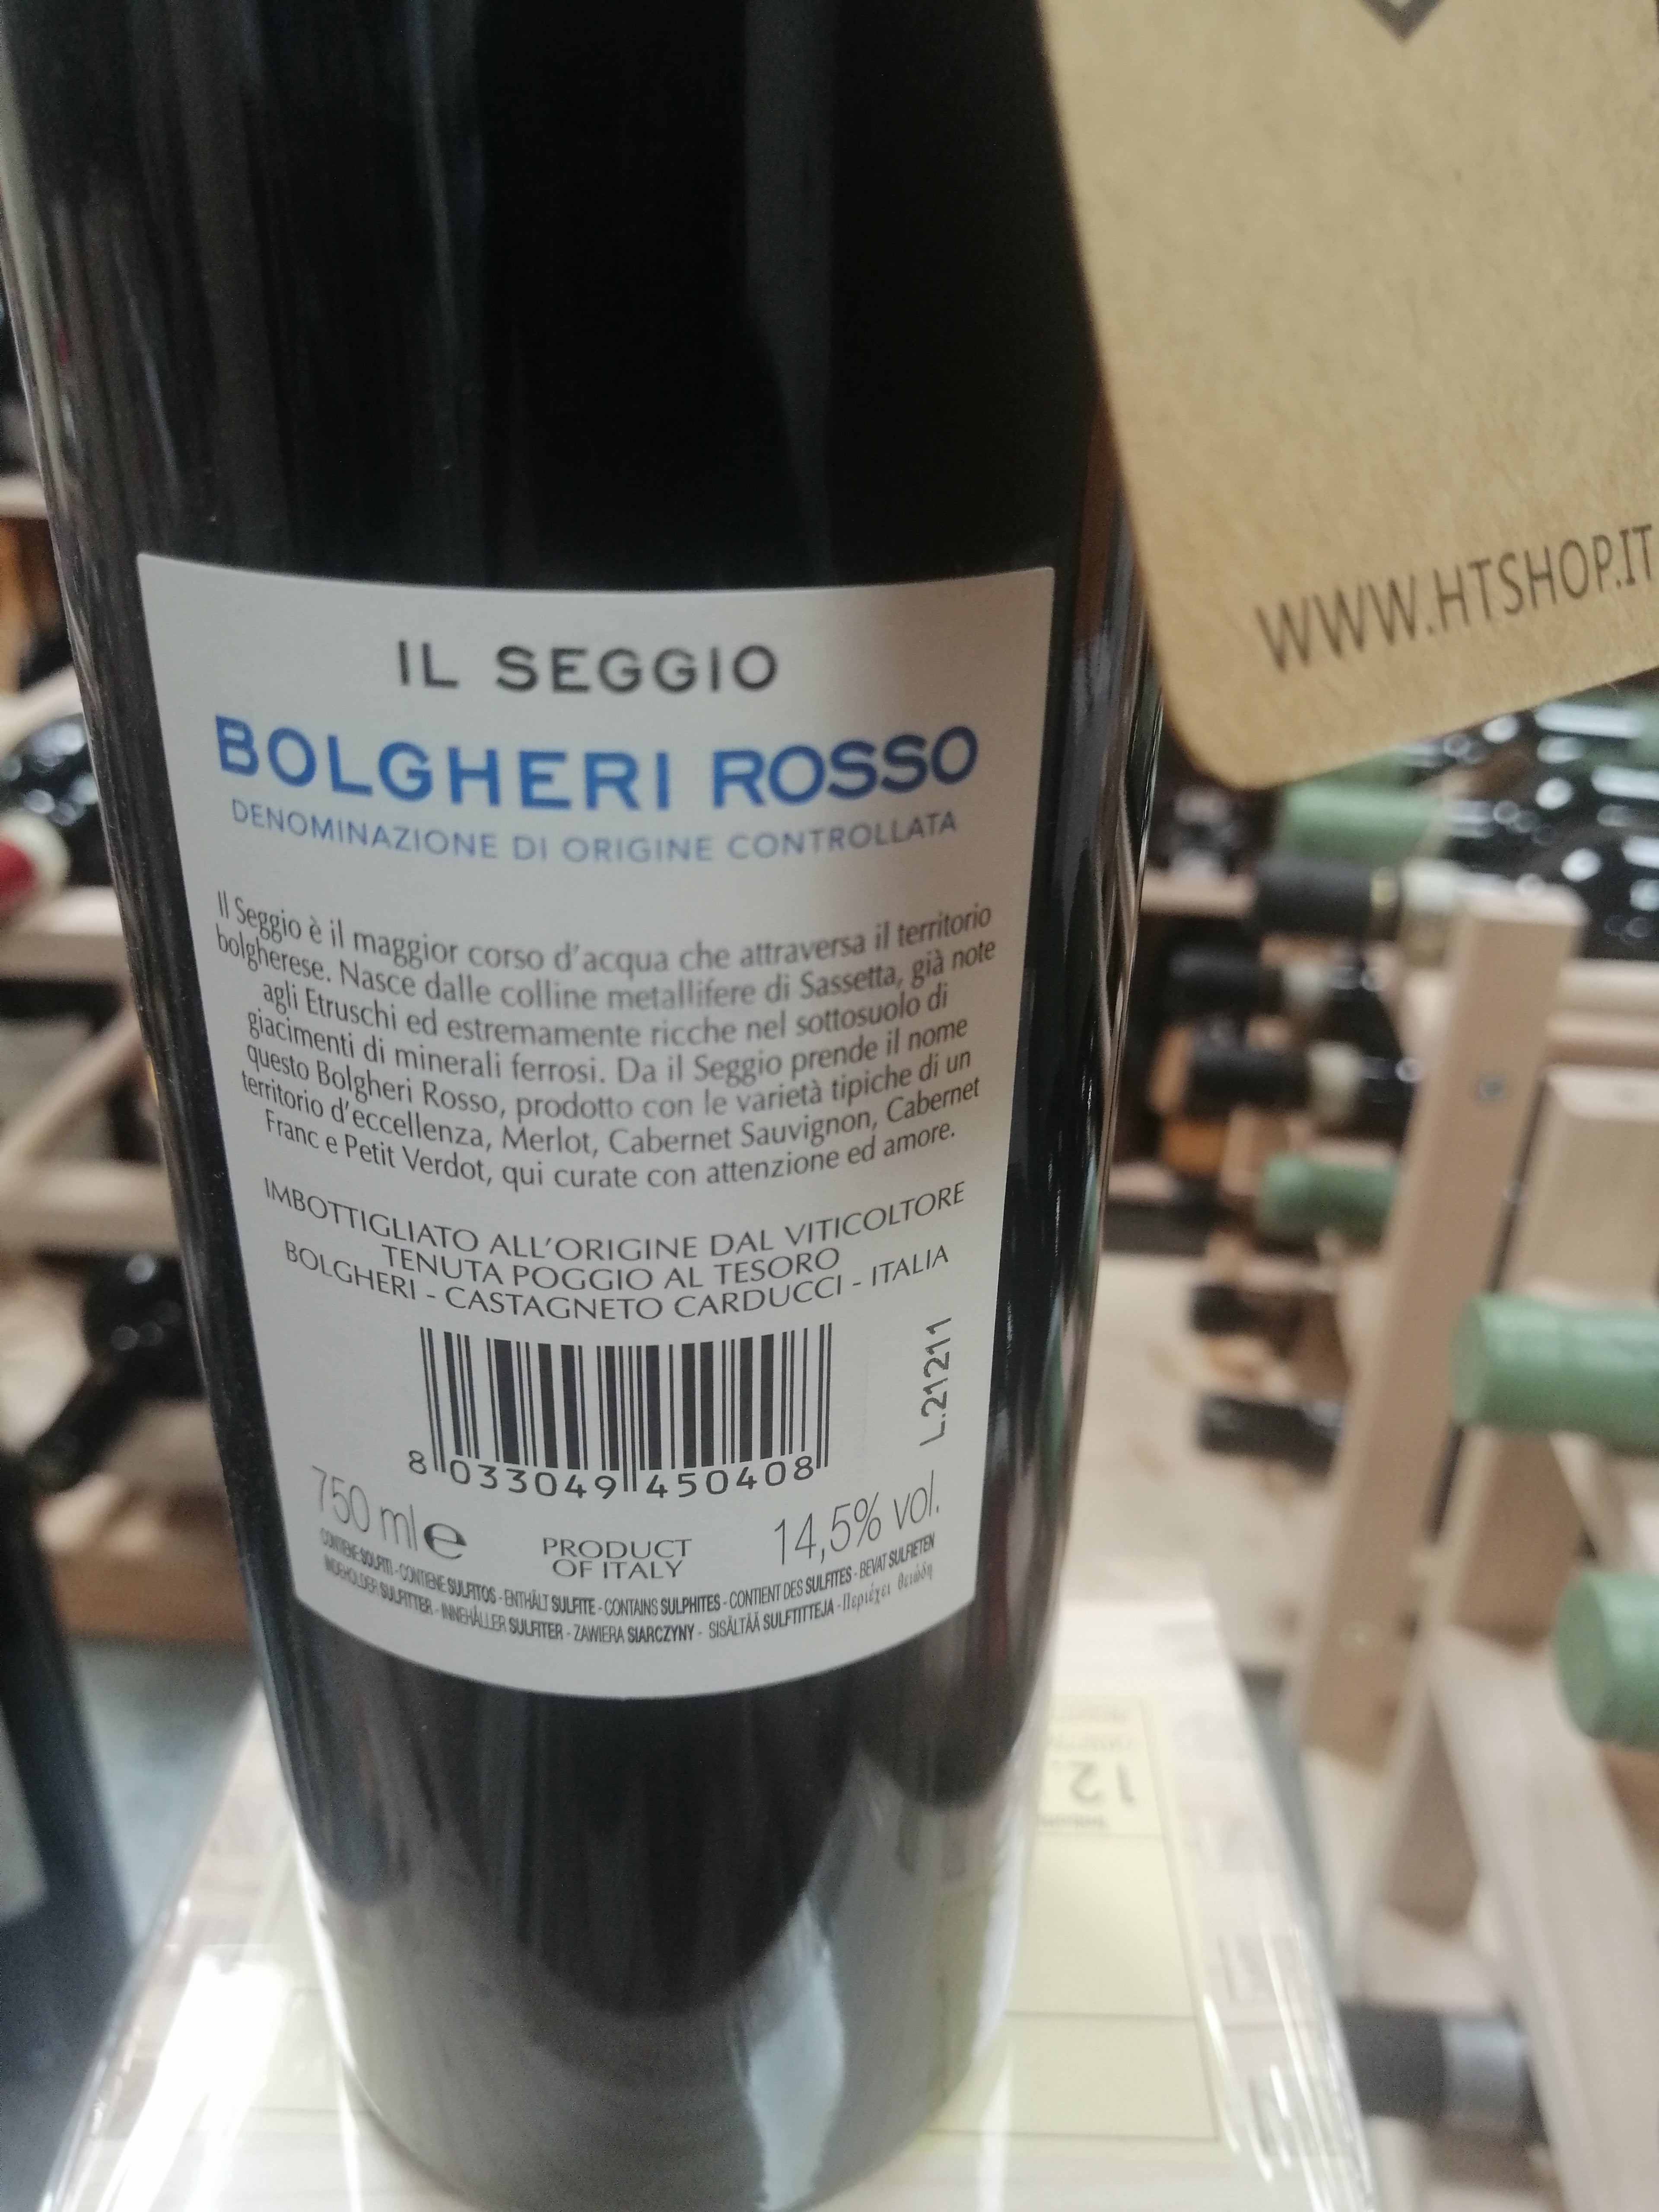 WWW.HTSHOP.IT
IL SEGGIO
BOLGHERI ROSSO
DENOMINAZIONE DI ORIGINE CONTROLLATA
Il Seggio è il maggior corso d'acqua che attraversa il territorio
bolgherese. Nasce dalle colline metallifere di Sassetta, già note
agli Etruschi ed estremamente ricche nel sottosuolo di
giacimenti di minerali ferrosi. Da il Seggio prende il nome
questo Bolgheri Rosso, prodotto con le varietà tipiche di un
territorio d'eccellenza, Merlot, Cabernet Sauvignon, Cabernet
Franc e Petit Verdot, qui curate con attenzione ed amore.
IMBOTTIGLIATO ALL'ORIGINE DAL VITICOLTORE
TENUTA POGGIO AL TESORO
BOLGHERI - CASTAGNETO CARDUCCI - ITALIA
L.21211
8 033049 450408
750 ml e
PRODUCT
OF ITALY
14,5% vol.
CONTIENE SOLFITI - CONTIENE SULFITOS - ENTHÄLT SULFITE - CONTAINS SULPHITES - CONTIENT DES SULFITES - BEVAT SULFIETEN
INDEHOLDER SULFITTER - INNEHÅLLER SULFITER - ZAWIERA SIARCZYNY - SISÄLTÄÄ SULFTITTEJA - Περιέχει θειώδη
12.